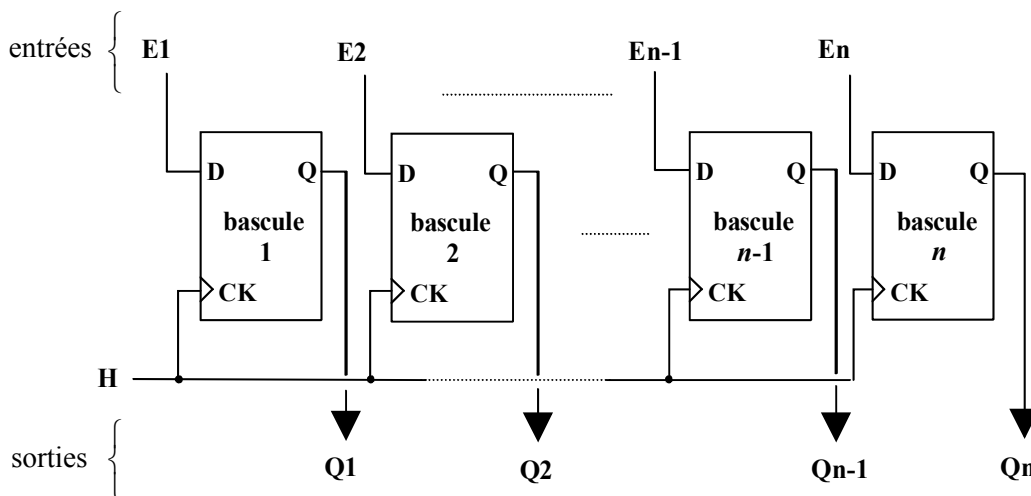 entrées
E1 E2 En-1 En
D Q D Q D Q D Q
bascule bascule bascule bascule
1 2 n-1 n
CK CK CK CK
H
sorties
Q1 Q2 Qn-1 Qn